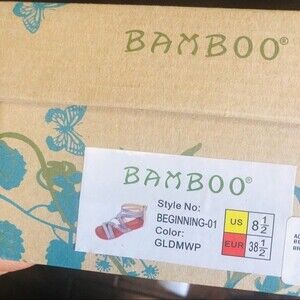 BAMBOO®
BAMBOO®
Style No:
BEGINNING-01
Color:
GLDMWP
US 8 1/2
EUR 38 1/2